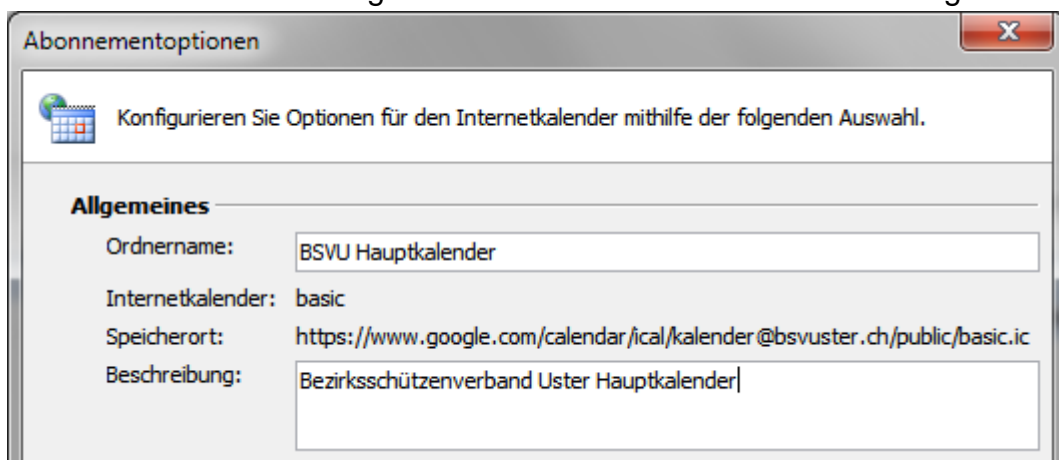 Abonnementoptionen
Konfigurieren Sie Optionen für den Internetkalender mithilfe der folgenden Auswahl.
Allgemeines
Ordnername: BSVU Hauptkalender
Internetkalender: basic
Speicherort: https://www.google.com/calendar/ical/kalender@bsvuster.ch/public/basic.ic
Beschreibung: Bezirksschützenverband Uster Hauptkalender